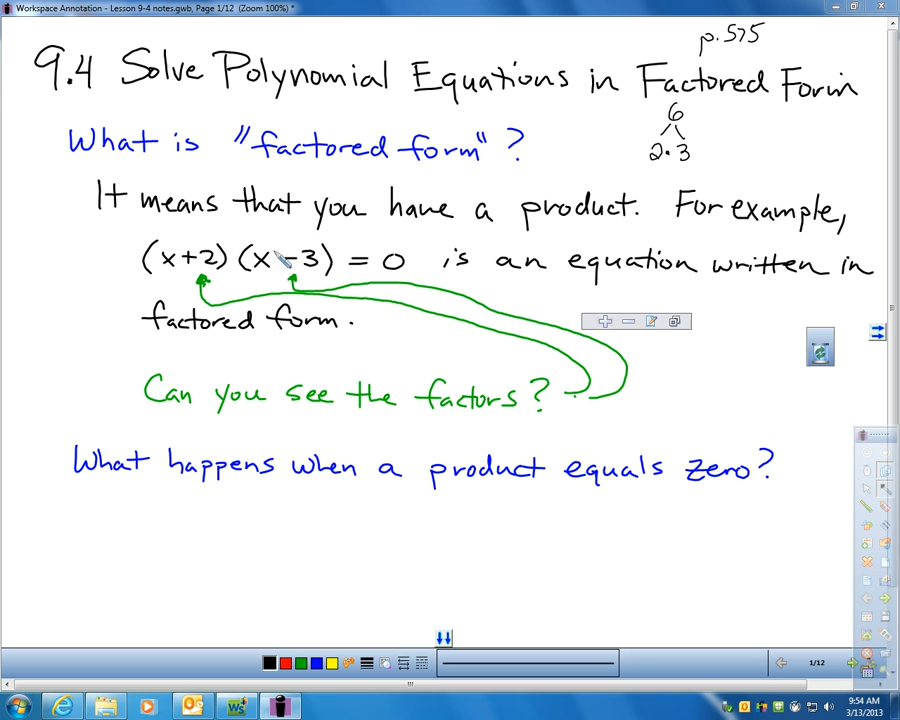 Workspace Annotation - Lesson 9-4 notes.gwb, Page 1/12 (Zoom 100%) *
p. 575
9.4 Solve Polynomial Equations in Factored Form
6
2 · 3
What is "factored form"?
It means that you have a product. For example,
(x+2) (x-3) = 0 is an equation written in
factored form.
Can you see the factors?
What happens when a product equals zero?
1/12
9:54 AM
3/13/2013